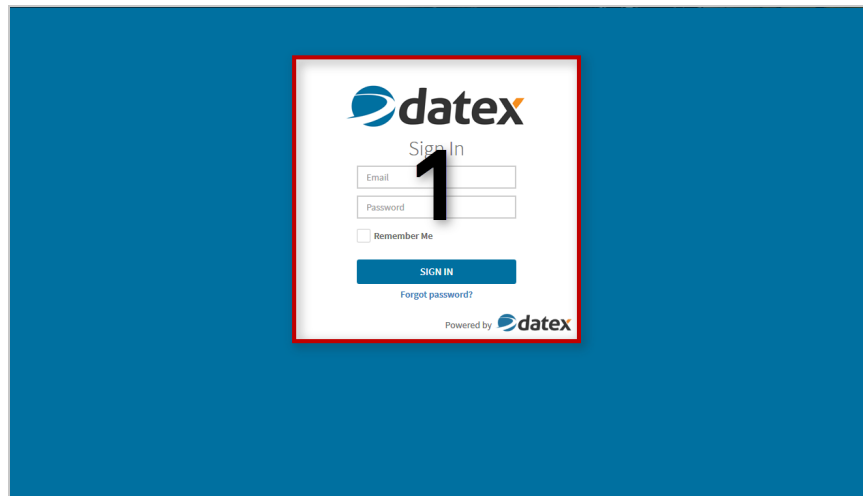 datex
Sign In
1
Email
Password
Remember Me
SIGN IN
Forgot password?
Powered by datex